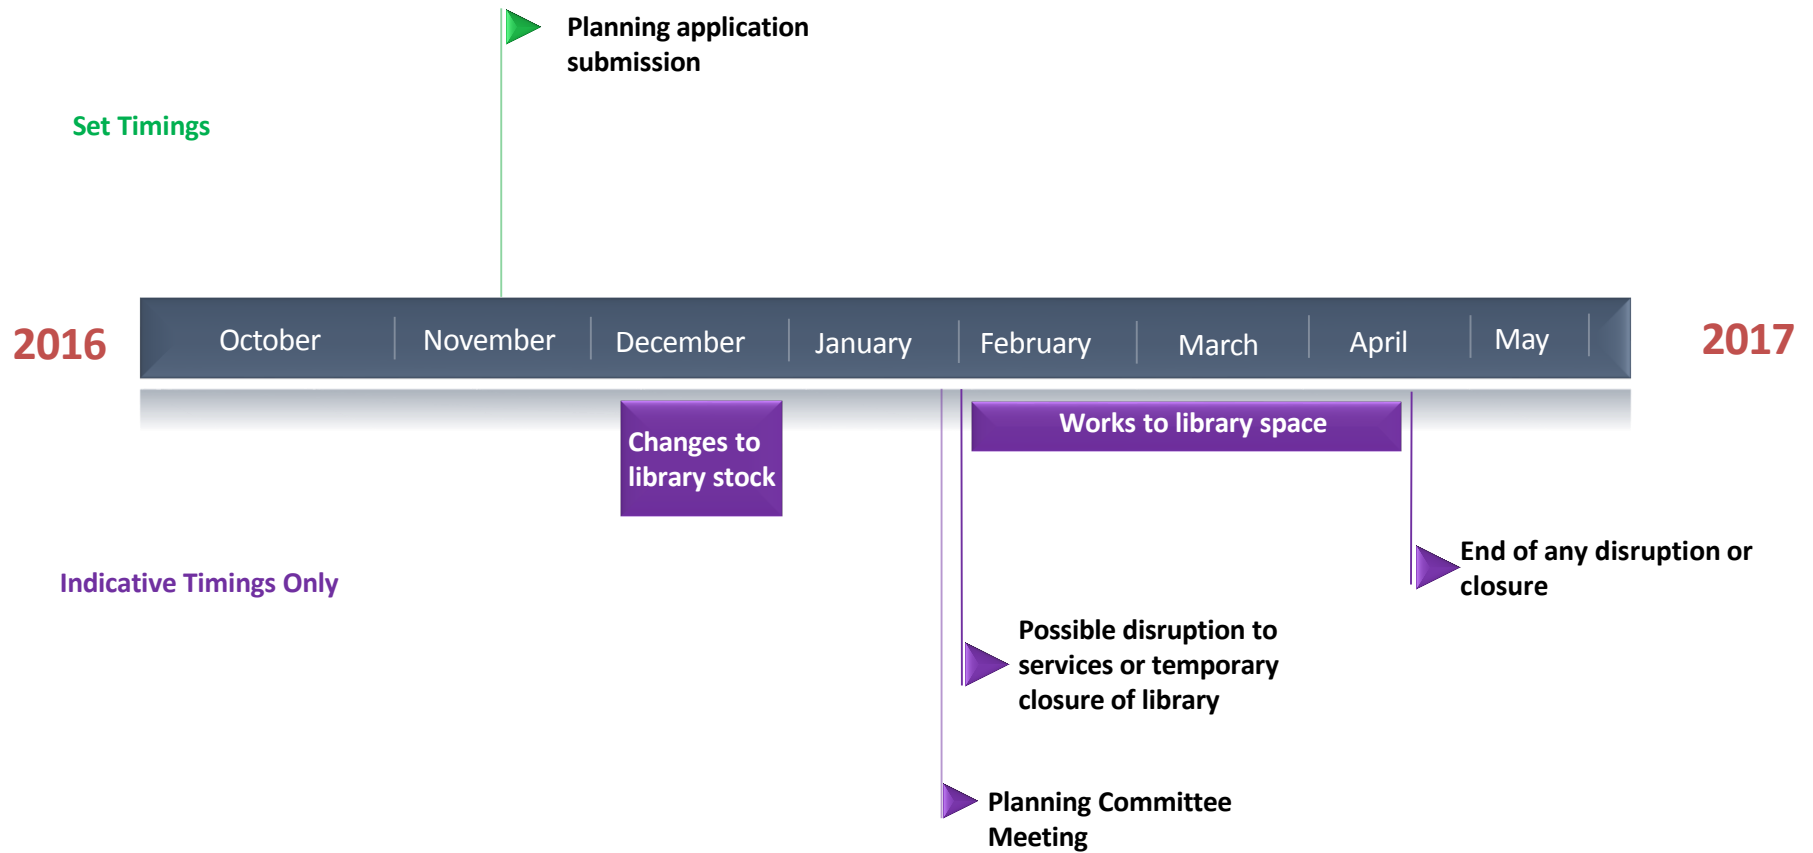 Planning application
submission
Set Timings
2016
October
November
December
January
February
March
April
May
2017
Changes to
library stock
Works to library space
Indicative Timings Only
End of any disruption or
closure
Possible disruption to
services or temporary
closure of library
Planning Committee
Meeting